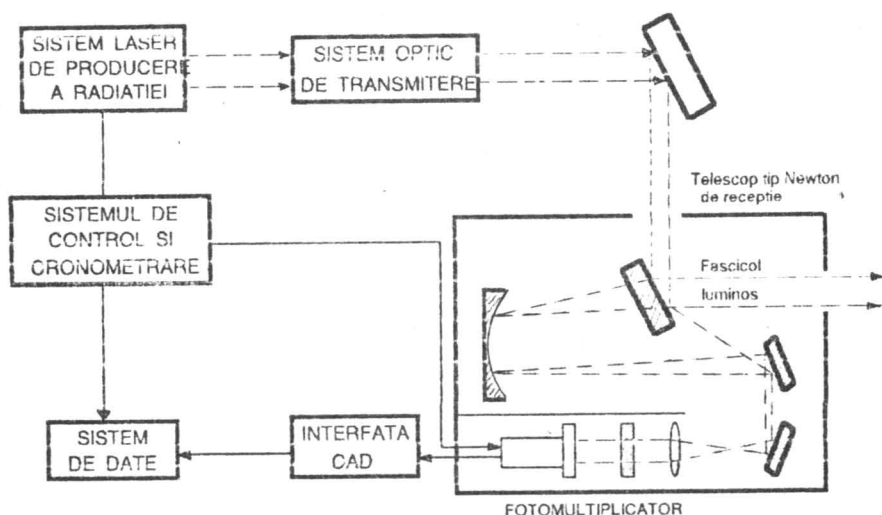 SISTEM LASER
DE PRODUCERE
A RADIATIEI
SISTEM OPTIC
DE TRANSMITERE
Telescop tip Newton
de receptie
SISTEMUL DE
CONTROL SI
CRONOMETRARE
Fascicol
luminos
SISTEM
DE DATE
INTERFATA
CAD
FOTOMULTIPLICATOR